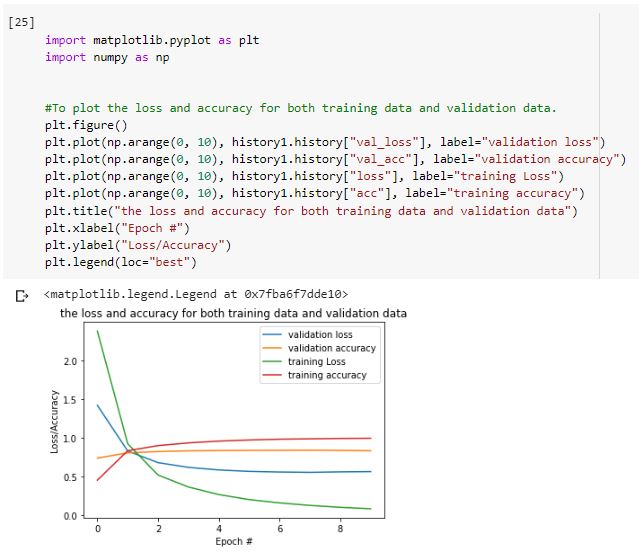 [25]
import matplotlib.pyplot as plt
import numpy as np
#To plot the loss and accuracy for both training data and validation data.
plt.figure()
plt.plot(np.arange(0, 10), history1.history["val_loss"], label="validation loss")
plt.plot(np.arange(0, 10), history1.history["val_acc"], label="validation accuracy")
plt.plot(np.arange(0, 10), history1.history["loss"], label="training Loss")
plt.plot(np.arange(0, 10), history1.history["acc"], label="training accuracy")
plt.title("the loss and accuracy for both training data and validation data")
plt.xlabel("Epoch #")
plt.ylabel("Loss/Accuracy")
plt.legend(loc="best")
<matplotlib.legend.Legend at 0x7fba6f7dde10>
the loss and accuracy for both training data and validation data
validation loss
validation accuracy
training Loss
training accuracy
Loss/Accuracy
2.0
1.5
1.0
0.5
0.0
0 2 4 6 8
Epoch #